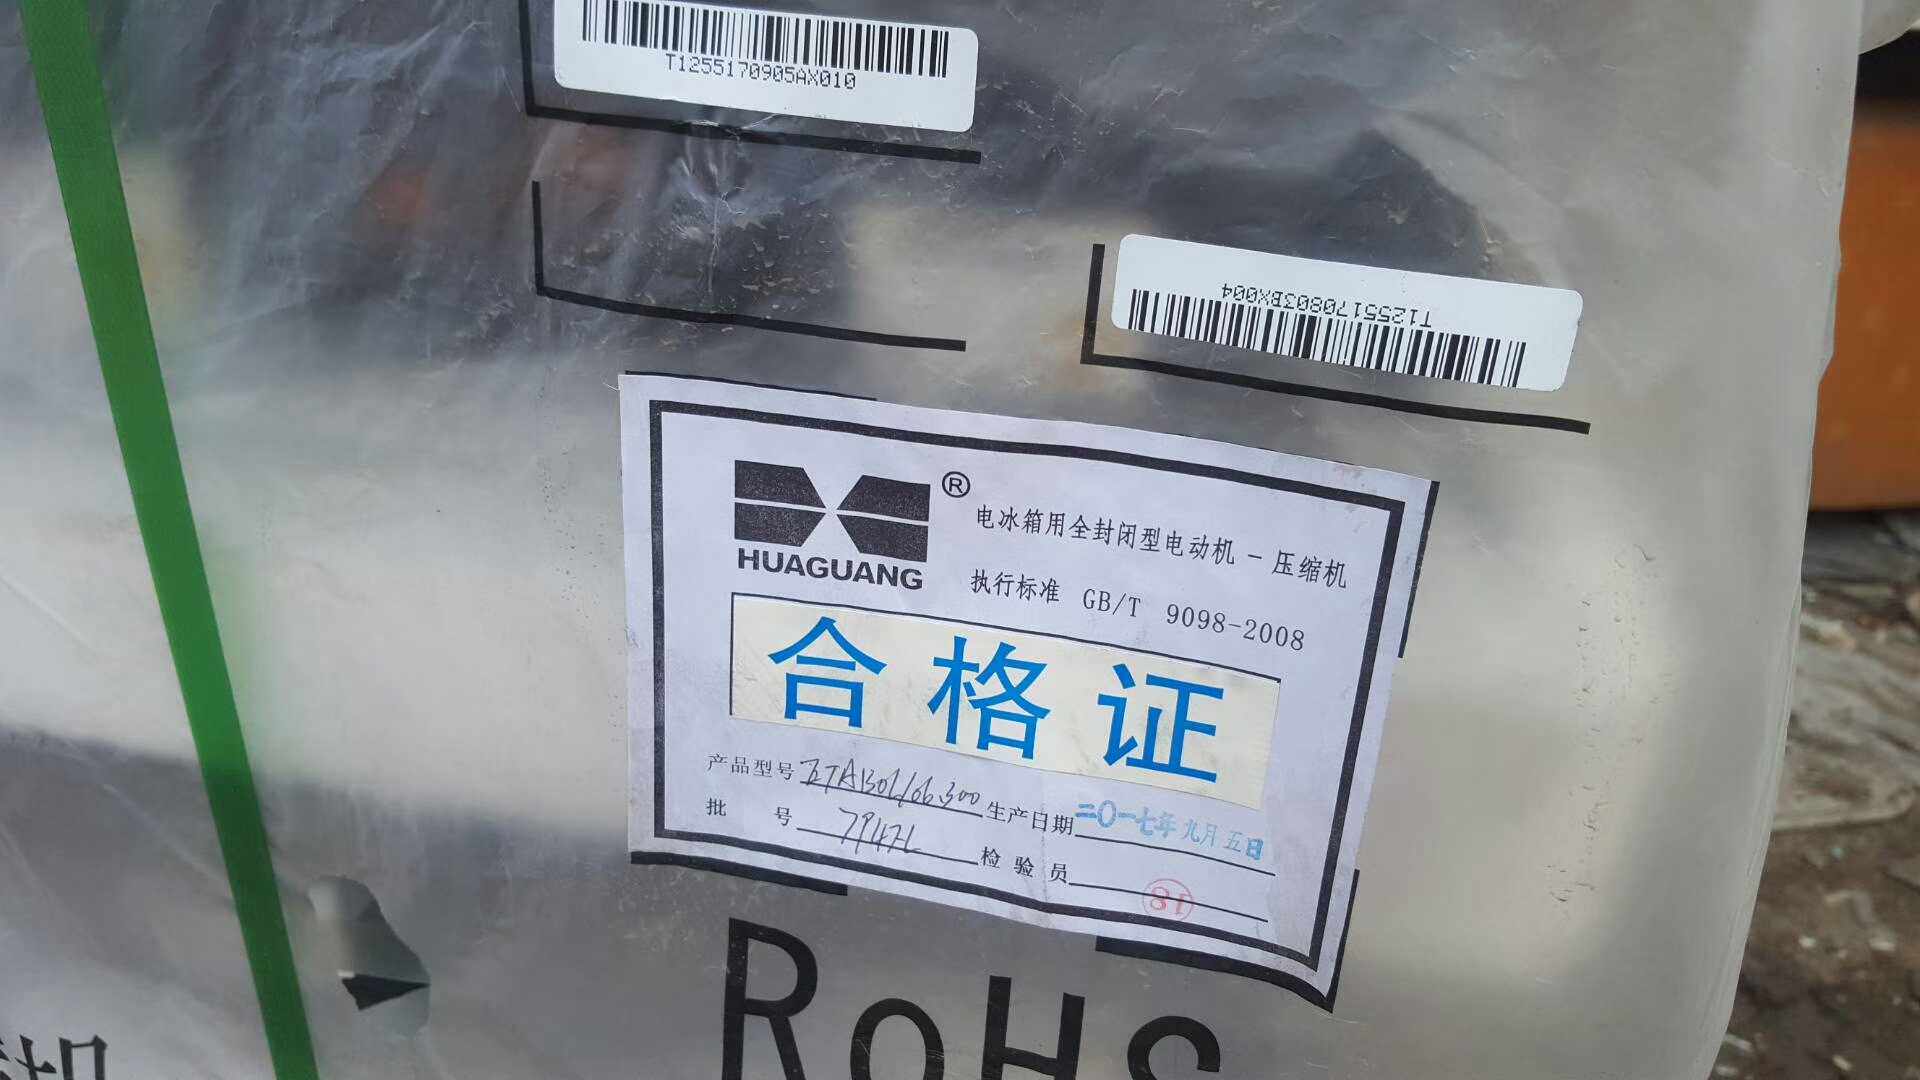 T1255170905AX010
T1255170803BX004
HUAGUANG ®
电冰箱用全封闭型电动机－压缩机
执行标准 GB/T 9098-2008
合格证
产品型号 生产日期 二〇一七年九月五日
批 号 检验员 81
RoHS